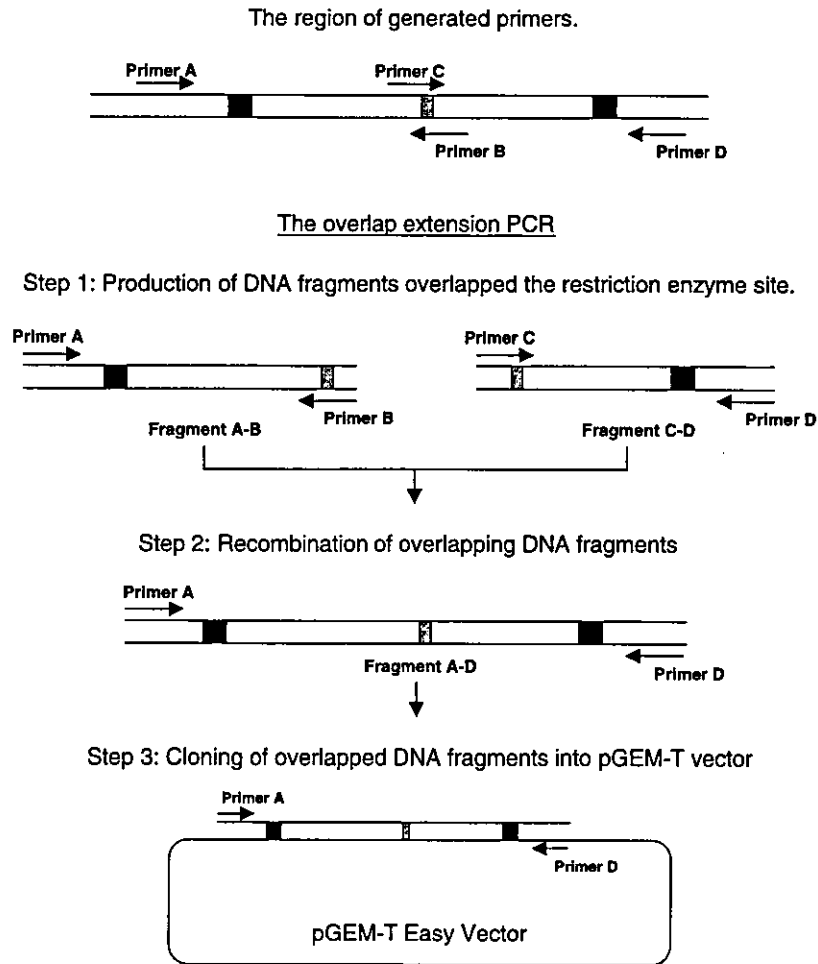 The region of generated primers.
Primer A
Primer C
Primer B
Primer D
The overlap extension PCR
Step 1: Production of DNA fragments overlapped the restriction enzyme site.
Primer A
Primer C
Primer B
Primer D
Fragment A-B
Fragment C-D
Step 2: Recombination of overlapping DNA fragments
Primer A
Fragment A-D
Primer D
Step 3: Cloning of overlapped DNA fragments into pGEM-T vector
Primer A
Primer D
pGEM-T Easy Vector